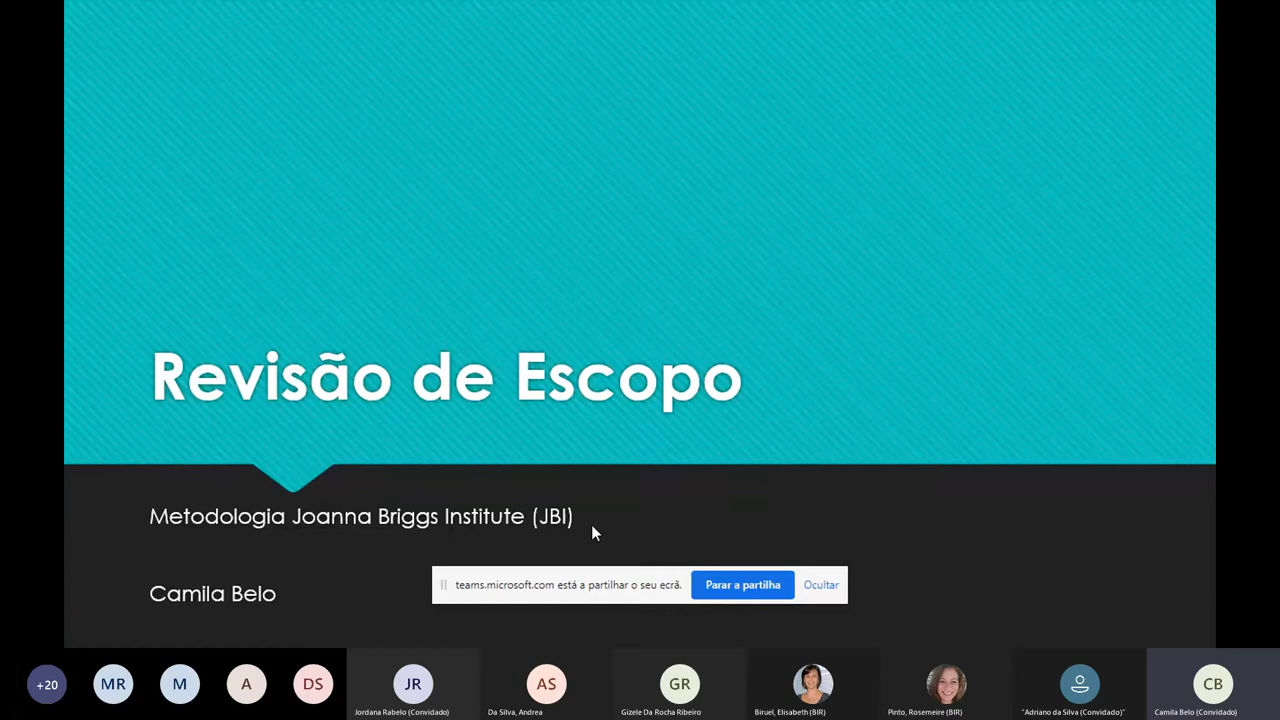 Revisão de Escopo
Metodologia Joanna Briggs Institute (JBI)
teams.microsoft.com está a partilhar o seu ecrã.
Parar a partilha
Ocultar
Camila Belo
+20
MR
M
A
DS
JR
AS
GR
CB
Jordana Rabelo (Convidado)
Da Silva, Andrea
Gizele Da Rocha Ribeiro
Biruel, Elisabeth (BIR)
Pinto, Rosemeire (BIR)
"Adriano da Silva (Convidado)"
Camila Belo (Convidado)